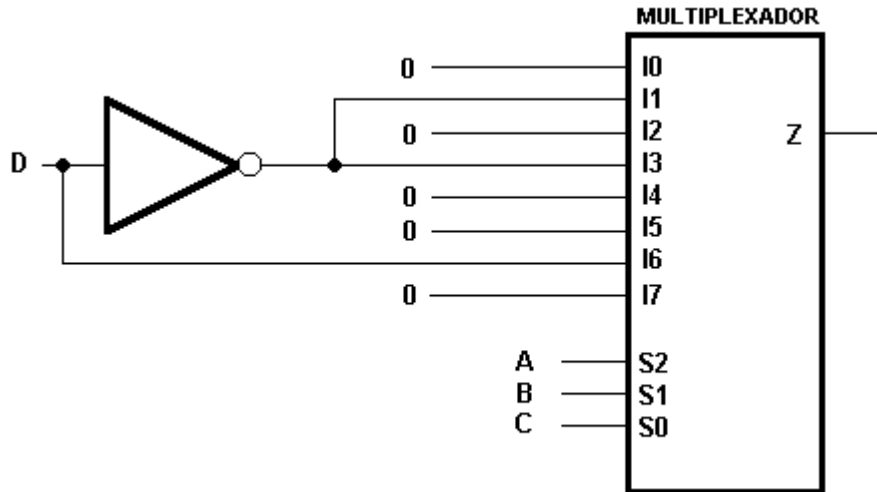 MULTIPLEXADOR
0 I0
I1
0 I2 Z
D I3
0 I4
0 I5
I6
0 I7
A S2
B S1
C S0